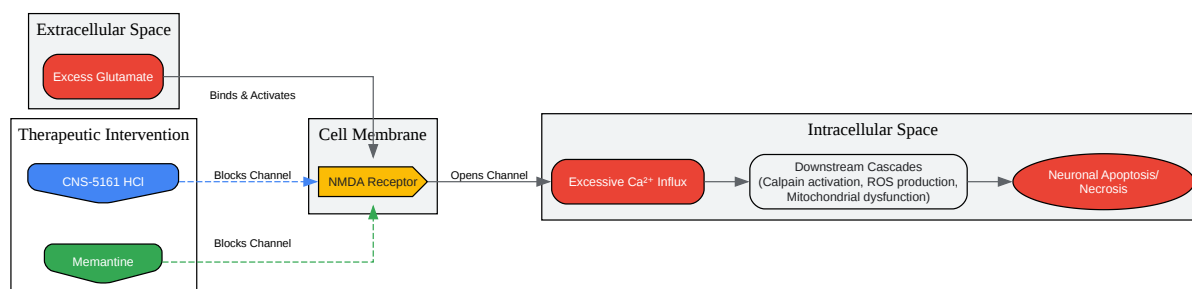 Extracellular Space
Excess Glutamate
Binds & Activates
Therapeutic Intervention
CNS-5161 HCl
Blocks Channel
Memantine
Blocks Channel
Cell Membrane
NMDA Receptor
Opens Channel
Intracellular Space
Excessive Ca²⁺ Influx
Downstream Cascades
(Calpain activation, ROS production,
Mitochondrial dysfunction)
Neuronal Apoptosis/
Necrosis